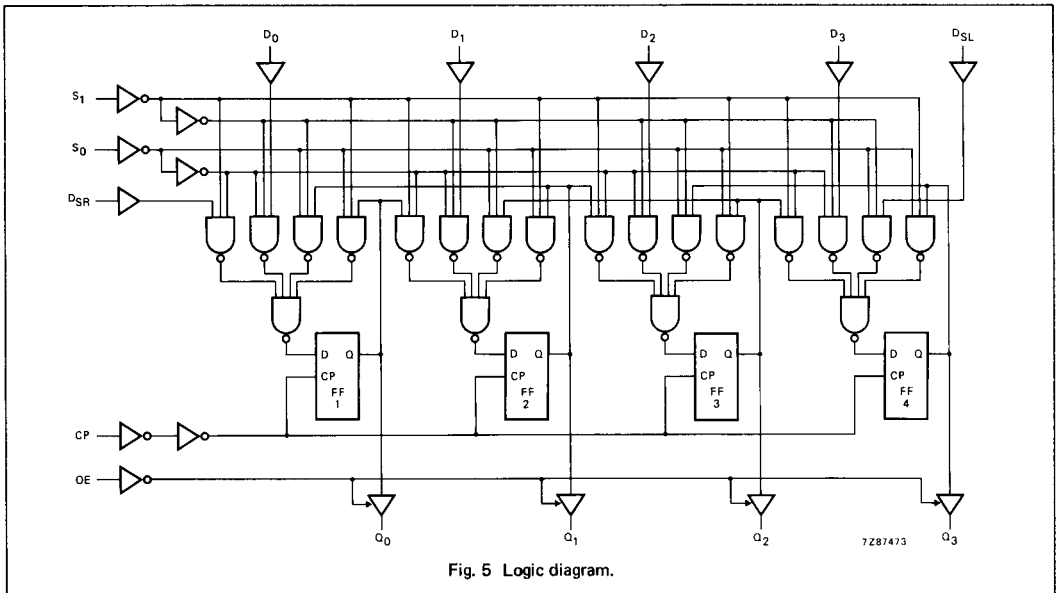 D0 D1 D2 D3 DSL
S1
S0
DSR
D Q D Q D Q D Q
CP CP CP CP
FF FF FF FF
1 2 3 4
CP
OE
Q0 Q1 Q2 7Z87473 Q3
Fig. 5 Logic diagram.